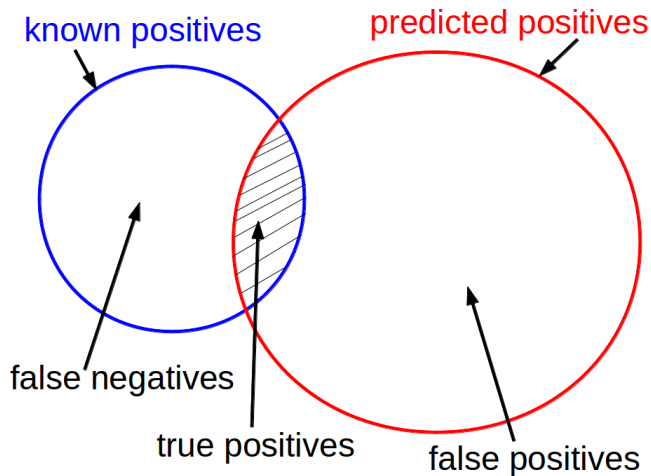 known positives
predicted positives
false negatives
true positives
false positives